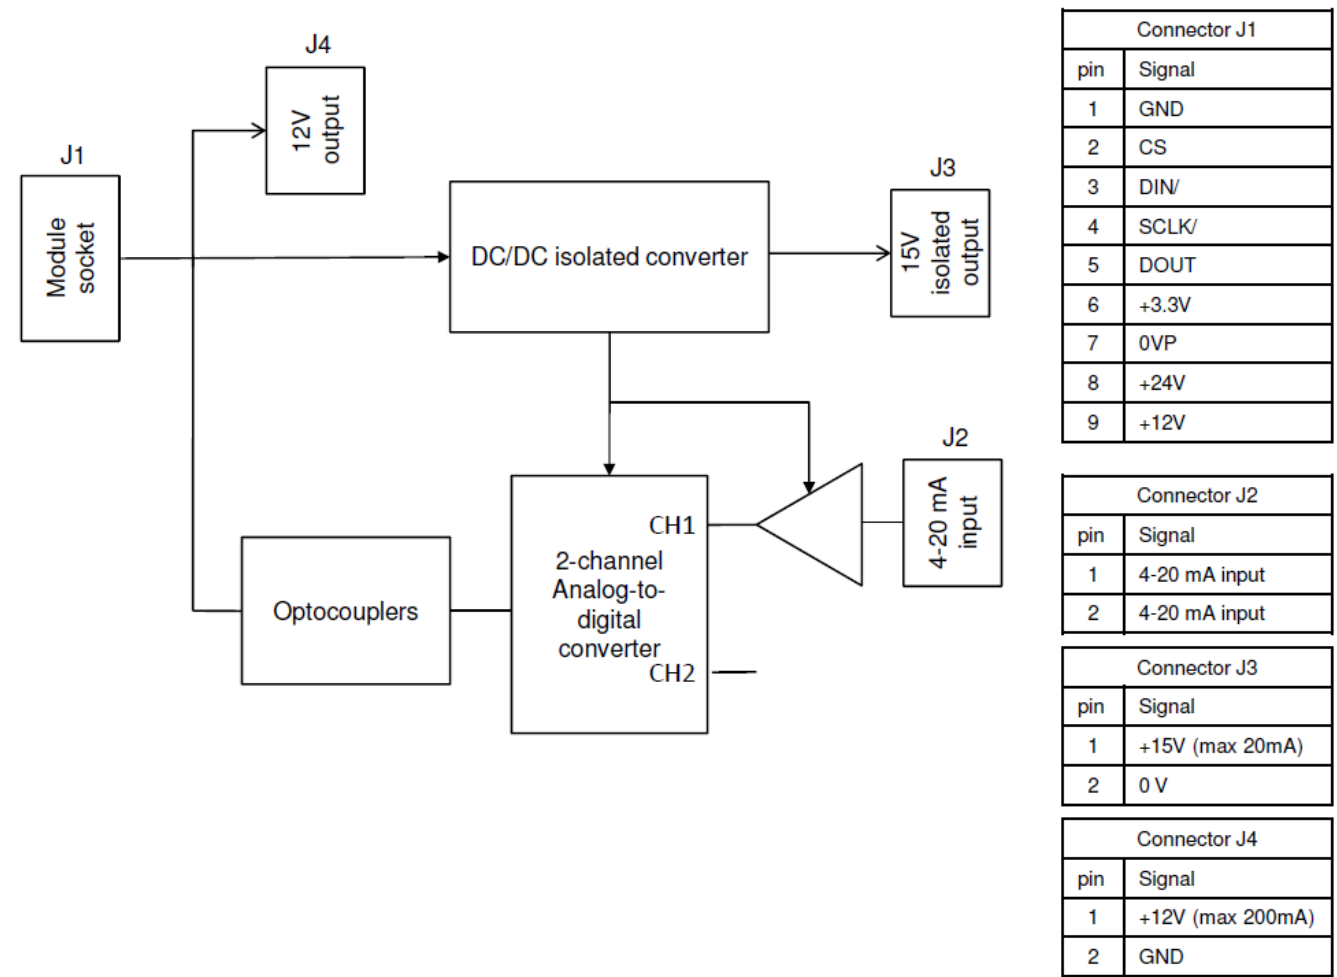 J4
12V
output
J1
Module
socket
DC/DC isolated converter
J3
15V
isolated
output
J2
4-20 mA
input
CH1
2-channel
Analog-to-
digital
converter
CH2
Optocouplers
Connector J1
pin Signal
1 GND
2 CS
3 DIN/
4 SCLK/
5 DOUT
6 +3.3V
7 0VP
8 +24V
9 +12V
Connector J2
pin Signal
1 4-20 mA input
2 4-20 mA input
Connector J3
pin Signal
1 +15V (max 20mA)
2 0 V
Connector J4
pin Signal
1 +12V (max 200mA)
2 GND